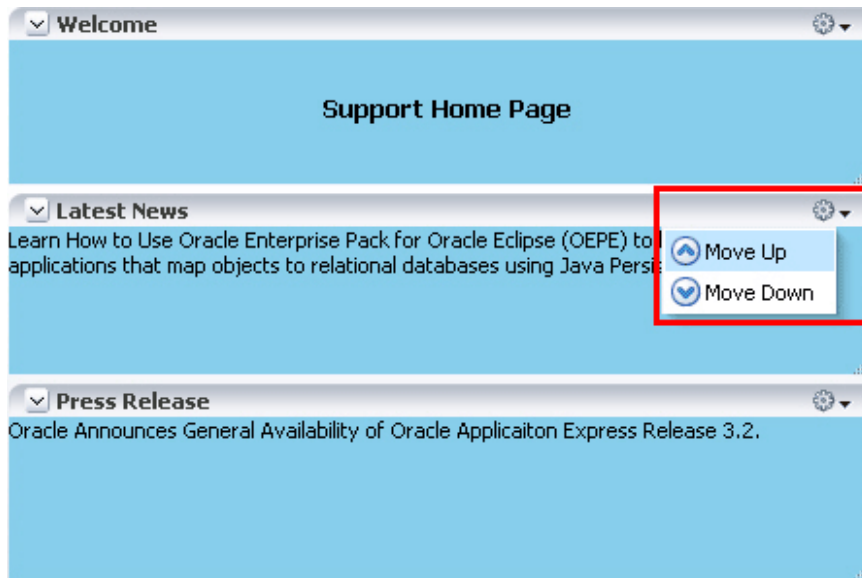 Welcome
Support Home Page
Latest News
Learn How to Use Oracle Enterprise Pack for Oracle Eclipse (OEPE) to
Move Up
applications that map objects to relational databases using Java
Move Down
Press Release
Oracle Announces General Availability of Oracle Applicaiton Express Release 3.2.